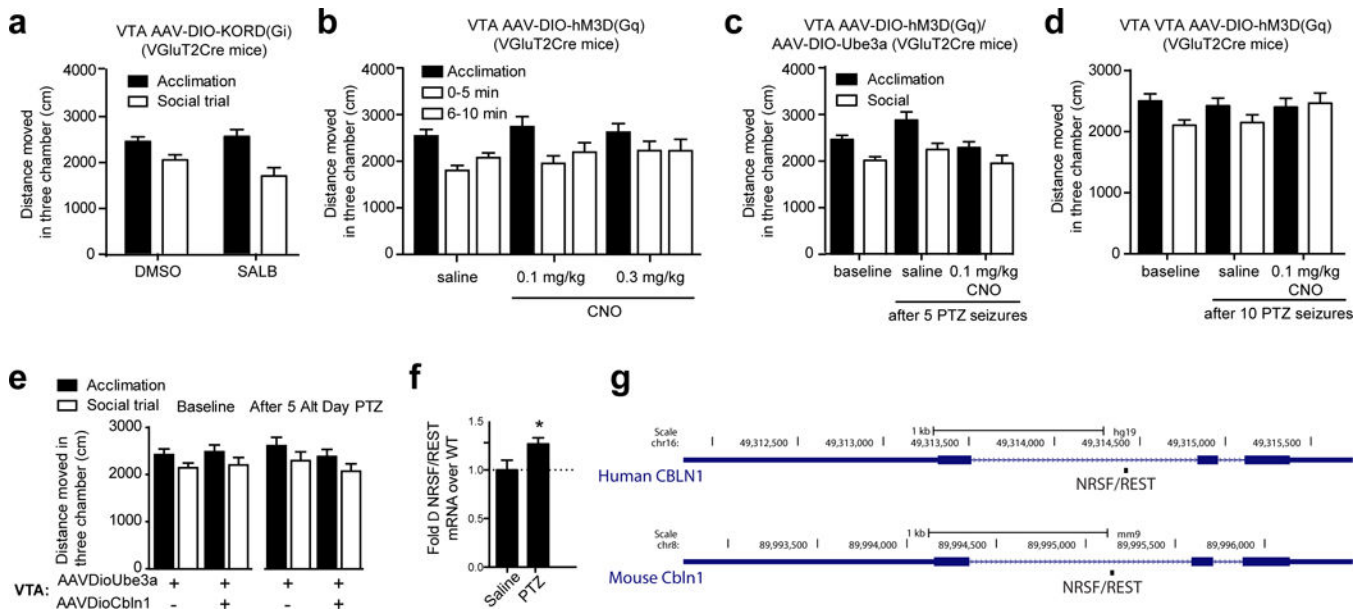 a
VTA AAV-DIO-KORD(Gi)
(VGluT2Cre mice)
Distance moved
in three chamber (cm)
4000
3000
2000
1000
0
Acclimation
Social trial
DMSO
SALB
b
VTA AAV-DIO-hM3D(Gq)
(VGluT2Cre mice)
Distance moved
in three chamber (cm)
4000
3000
2000
1000
0
Acclimation
0-5 min
6-10 min
saline
0.1 mg/kg
0.3 mg/kg
CNO
c
VTA AAV-DIO-hM3D(Gq)/
AAV-DIO-Ube3a (VGluT2Cre mice)
Distance moved
in three chamber (cm)
4000
3000
2000
1000
0
Acclimation
Social
baseline
saline
0.1 mg/kg
CNO
after 5 PTZ seizures
d
VTA VTA AAV-DIO-hM3D(Gq)
(VGluT2Cre mice)
Distance moved
in three chamber (cm)
3000
2000
1000
0
Acclimation
Social
baseline
saline
0.1 mg/kg
CNO
after 10 PTZ seizures
e
Acclimation
Social trial
Baseline
After 5 Alt Day PTZ
Distance moved in
three chamber (cm)
3000
2000
1000
0
VTA:
AAVDioUbe3a + + + +
AAVDioCbln1 - + - +
f
Fold D NRSF/REST
mRNA over WT
1.5
1.0
0.5
0.0
*
Saline
PTZ
g
Scale
1 kb
hg19
chr16:
49,312,500
49,313,000
49,313,500
49,314,000
49,314,500
49,315,000
49,315,500
Human CBLN1
NRSF/REST
Scale
1 kb
mm9
chr8:
89,993,500
89,994,000
89,994,500
89,995,000
89,995,500
89,996,000
Mouse Cbln1
NRSF/REST